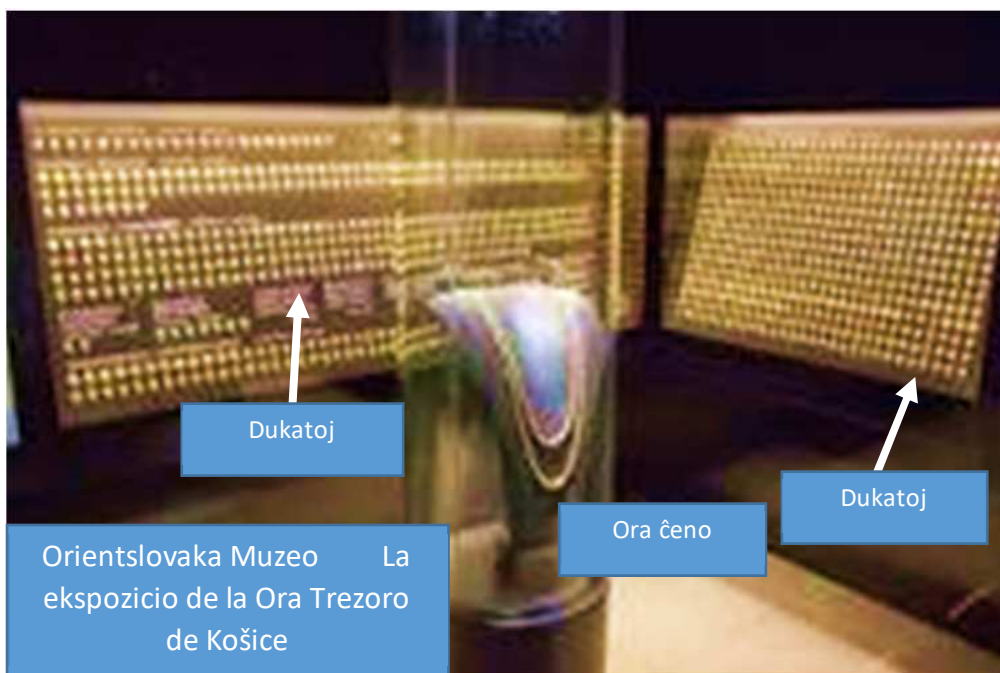 Dukatoj
Dukatoj
Ora ĉeno
Orientslovaka Muzeo La
ekspozicio de la Ora Trezoro
de Košice